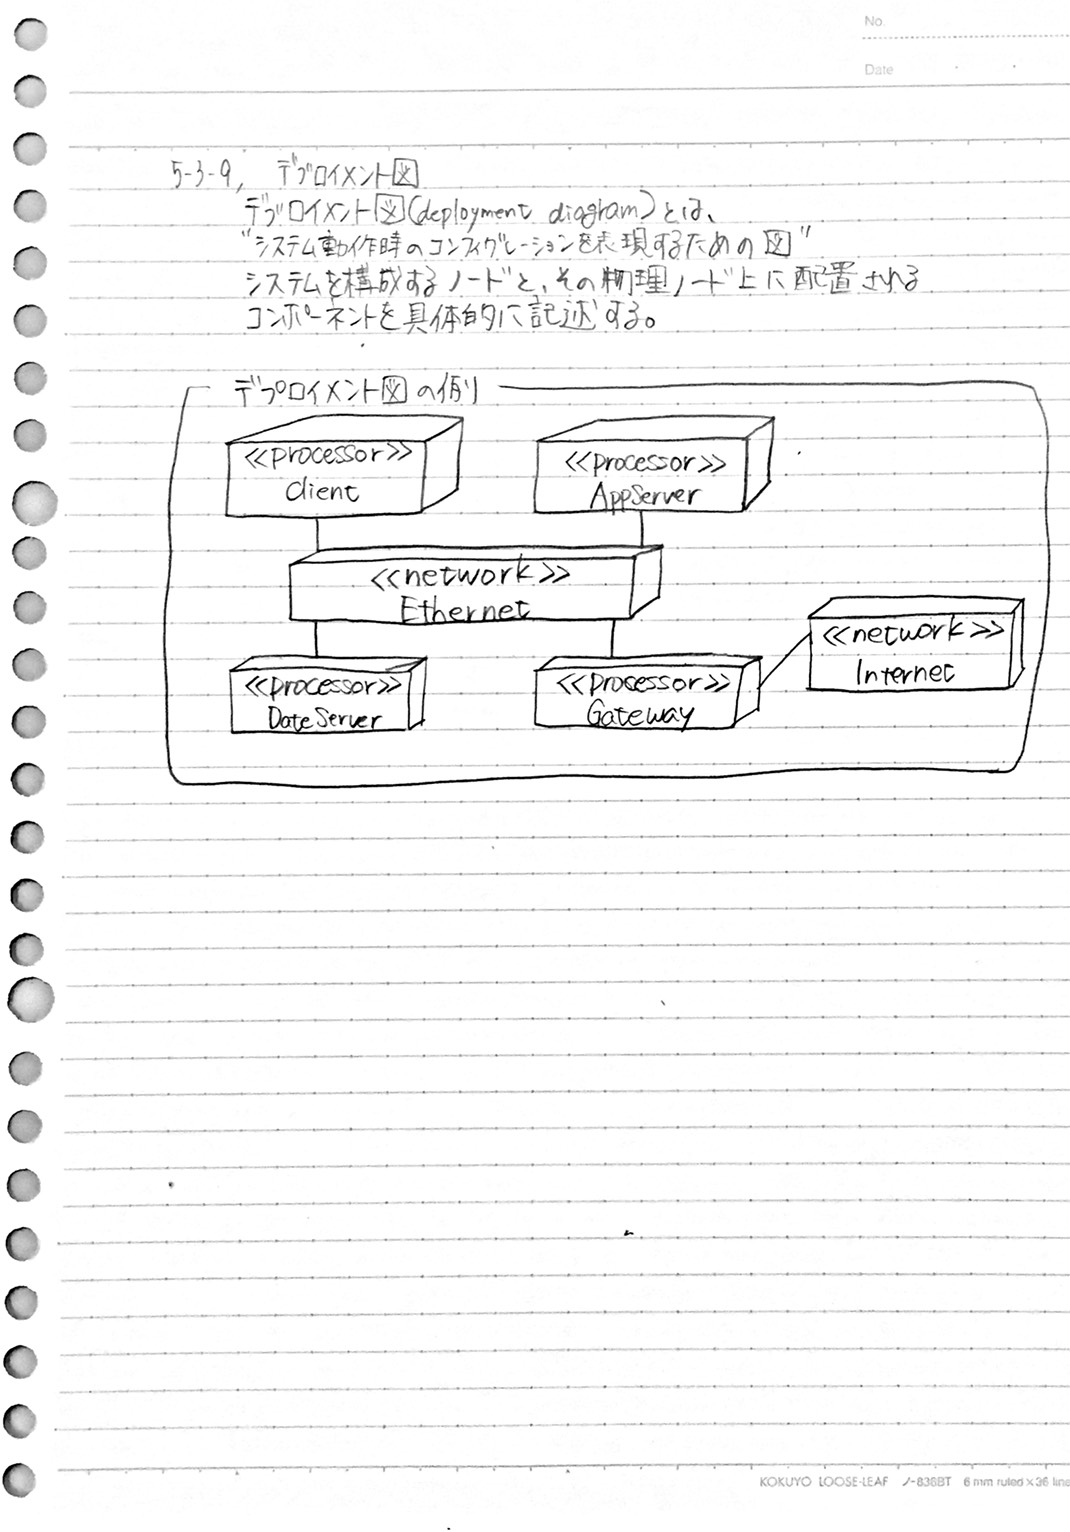 No.
Date
5-3-9, デプロイメント図
デプロイメント図(deployment diagram)とは、
"システム動作時のコンフィグレーションを表現するための図"
システムを構成するノードと、その物理ノード上に配置される
コンポーネントを具体的に記述する。
デプロイメント図の例
<<processor>>
Client
<<processor>>
AppServer
<<network>>
Ethernet
<<network>>
Internet
<<processor>>
DateServer
<<processor>>
Gateway
KOKUYO LOOSE-LEAF ノ-836BT 6 mm ruled×36 line